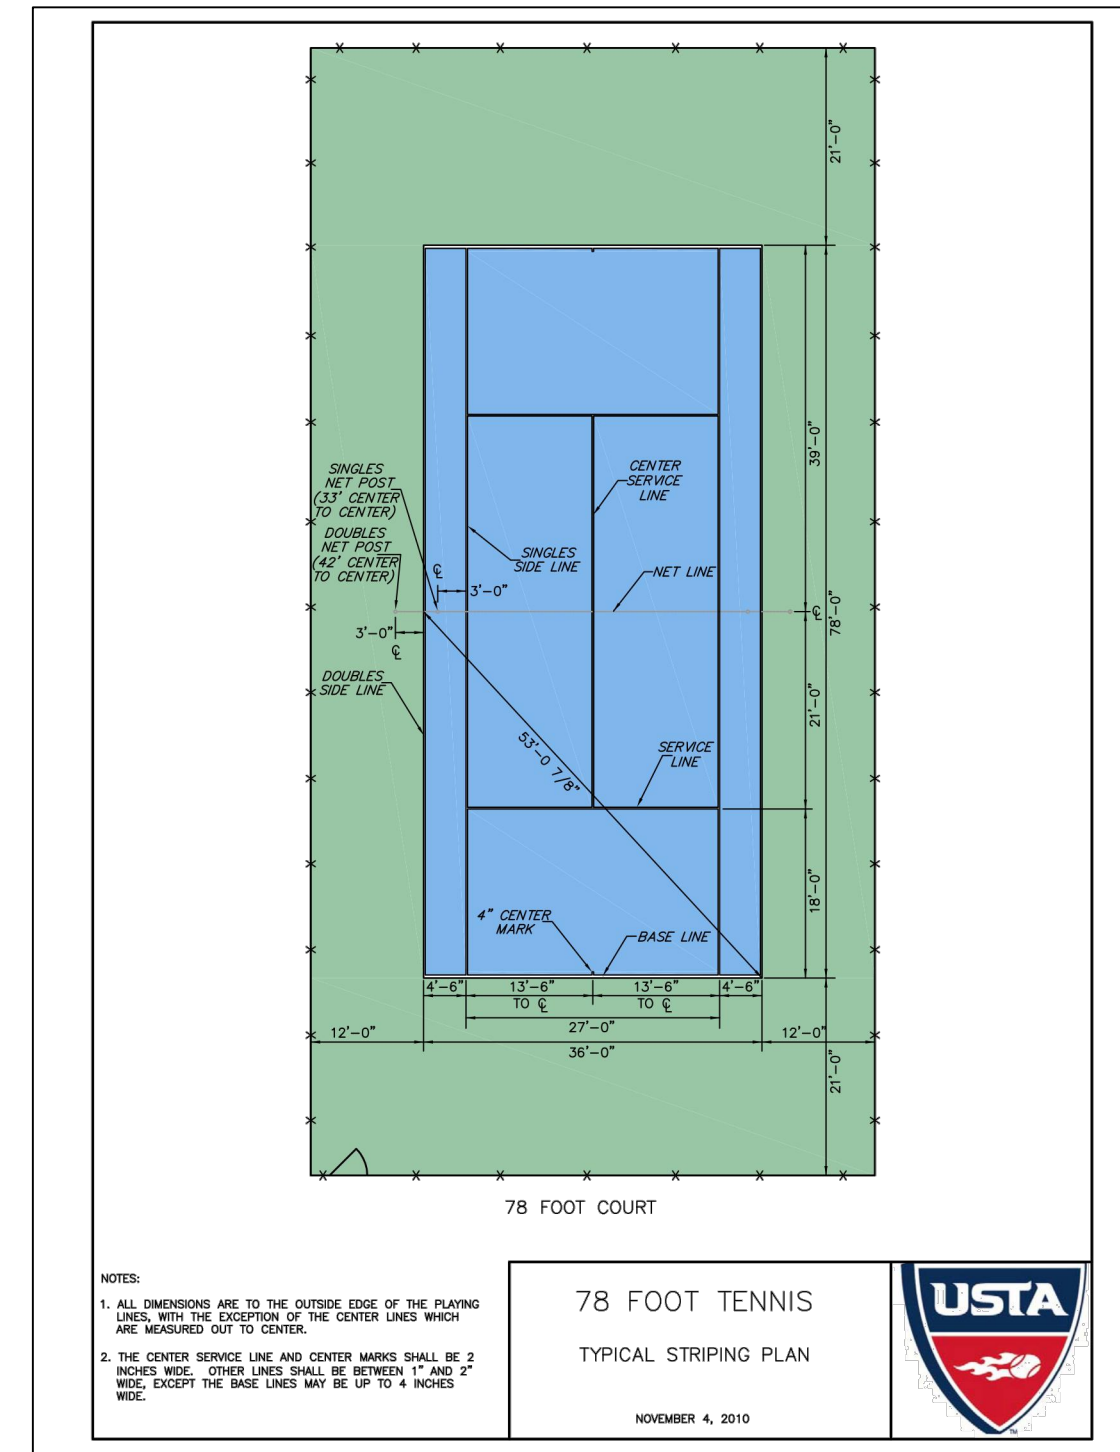 21'-0"
39'-0"
SINGLES
NET POST
(33' CENTER
TO CENTER)
CENTER
SERVICE
LINE
DOUBLES
NET POST
(42' CENTER
TO CENTER)
SINGLES
SIDE LINE
NET LINE
℄
3'-0"
℄
78'-0"
3'-0"
℄
DOUBLES
SIDE LINE
21'-0"
53'-0 7/8"
SERVICE
LINE
18'-0"
4" CENTER
MARK
BASE LINE
4'-6" 13'-6" 13'-6" 4'-6"
TO ℄ TO ℄
27'-0"
12'-0" 12'-0"
36'-0"
21'-0"
78 FOOT COURT
NOTES:
1. ALL DIMENSIONS ARE TO THE OUTSIDE EDGE OF THE PLAYING
LINES, WITH THE EXCEPTION OF THE CENTER LINES WHICH
ARE MEASURED OUT TO CENTER.
2. THE CENTER SERVICE LINE AND CENTER MARKS SHALL BE 2
INCHES WIDE. OTHER LINES SHALL BE BETWEEN 1" AND 2"
WIDE, EXCEPT THE BASE LINES MAY BE UP TO 4 INCHES
WIDE.
78 FOOT TENNIS
TYPICAL STRIPING PLAN
NOVEMBER 4, 2010
USTA
TM